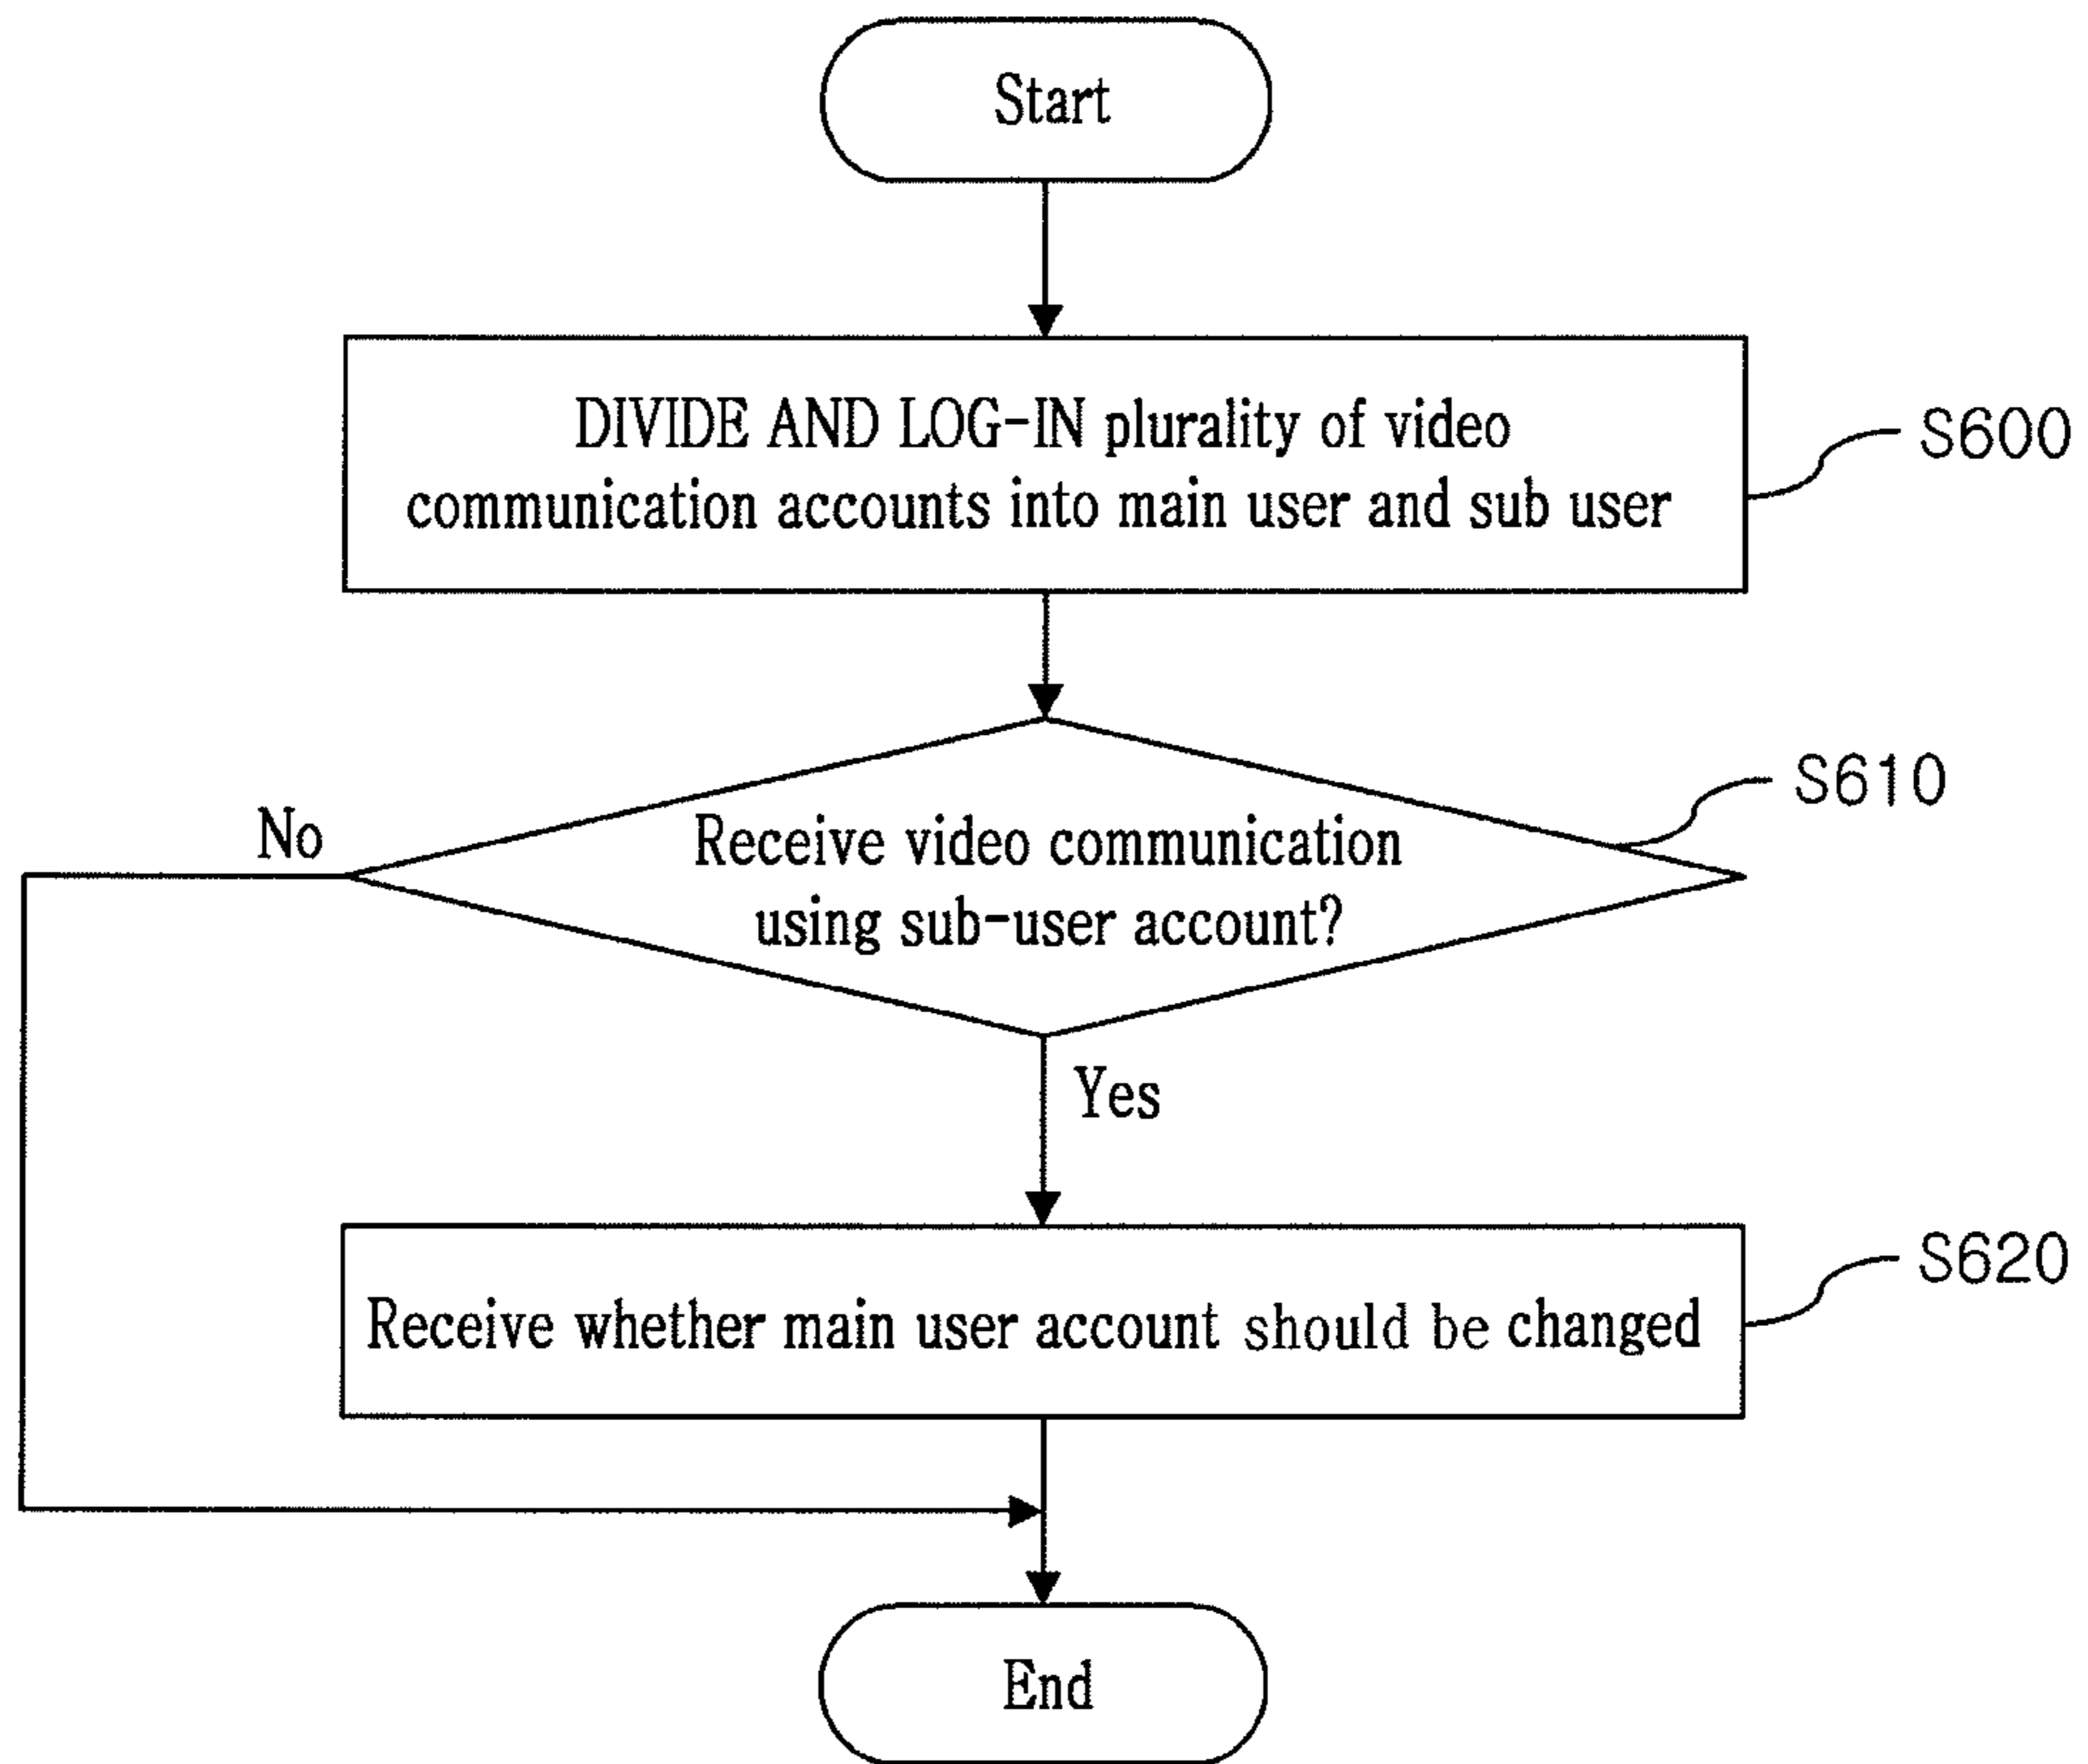 Start
DIVIDE AND LOG-IN plurality of video
communication accounts into main user and sub user
S600
S610
No
Receive video communication
using sub-user account?
Yes
S620
Receive whether main user account should be changed
End